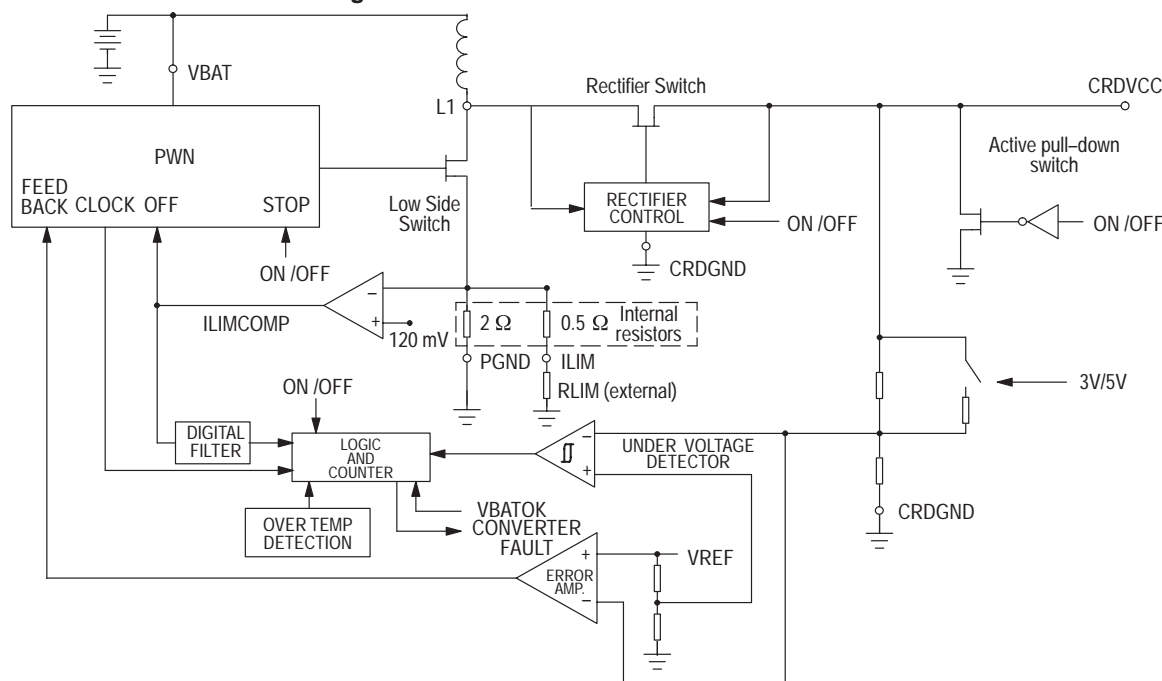 VBAT
L1
Rectifier Switch
CRDVCC
PWN
FEED
BACK
CLOCK
OFF
STOP
Low Side
Switch
RECTIFIER
CONTROL
ON /OFF
CRDGND
Active pull–down
switch
ON /OFF
ON /OFF
ILIMCOMP
–
+
120 mV
2 Ω
0.5 Ω
Internal
resistors
PGND
ILIM
RLIM (external)
3V/5V
ON /OFF
DIGITAL
FILTER
LOGIC
AND
COUNTER
–
+
UNDER VOLTAGE
DETECTOR
OVER TEMP
DETECTION
VBATOK
CONVERTER
FAULT
CRDGND
ERROR
AMP.
+
–
VREF